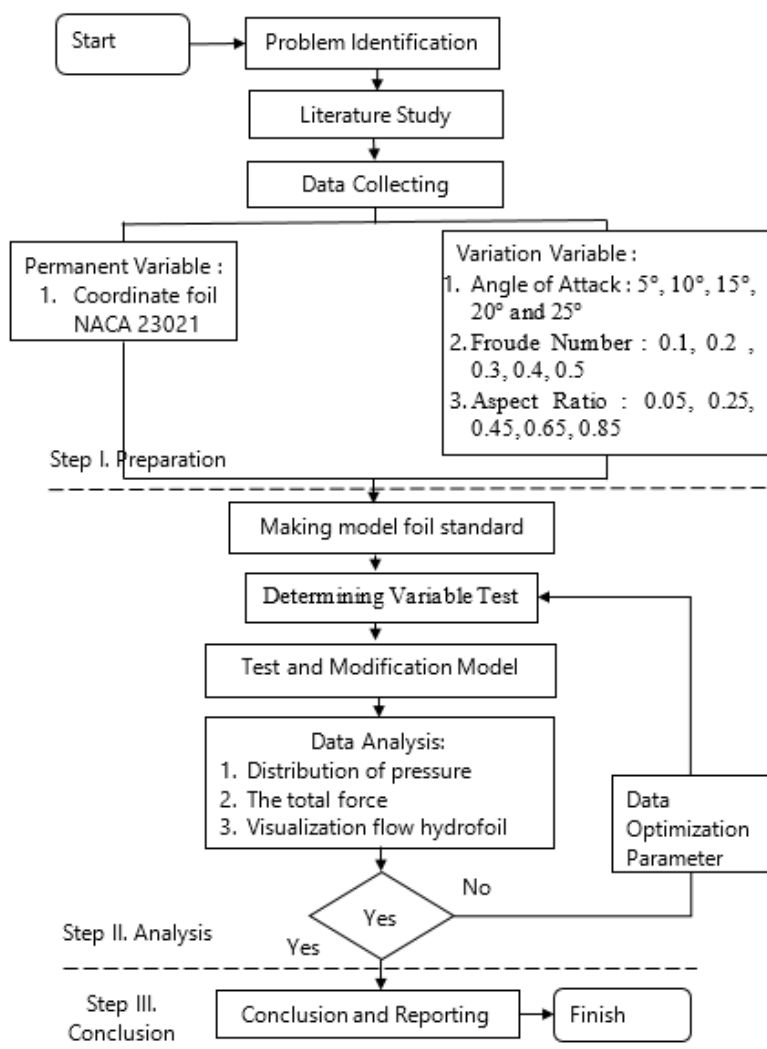 Start
Problem Identification
Literature Study
Data Collecting
Permanent Variable :
1. Coordinate foil
NACA 23021
Variation Variable :
1. Angle of Attack : 5°, 10°, 15°,
20° and 25°
2. Froude Number : 0.1, 0.2 ,
0.3, 0.4, 0.5
3. Aspect Ratio : 0.05, 0.25,
0.45, 0.65, 0.85
Step I. Preparation
Making model foil standard
Determining Variable Test
Test and Modification Model
Data Analysis:
1. Distribution of pressure
2. The total force
3. Visualization flow hydrofoil
Data
Optimization
Parameter
No
Yes
Yes
Step II. Analysis
Step III.
Conclusion
Conclusion and Reporting
Finish